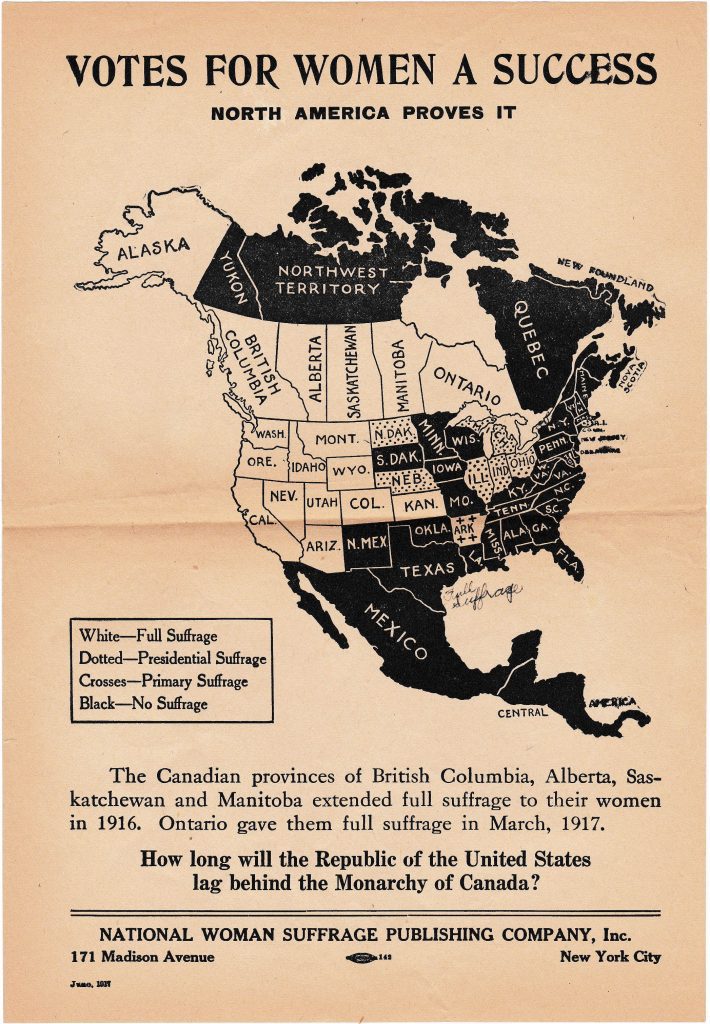 VOTES FOR WOMEN A SUCCESS
NORTH AMERICA PROVES IT
ALASKA
YUKON
NORTHWEST
TERRITORY
NEW FOUNDLAND
QUEBEC
BRITISH
COLUMBIA
ALBERTA
SASKATCHEWAN
MANITOBA
ONTARIO
NOVA
SCOTIA
MAINE
WASH.
MONT.
N.DAK.
MINN.
WIS.
N.Y.
R.I.
CONN.
NEW JERSEY
DELAWARE
ORE.
IDAHO
WYO.
S.DAK.
IOWA
PENN.
NEB.
ILL
IND
OHIO
W.VA.
VA.
NEV.
UTAH
COL.
KAN.
MO.
KY.
N.C.
CAL.
TENN.
S.C.
ARIZ.
N.MEX.
OKLA.
ARK
MISS.
ALA.
GA.
TEXAS
LA.
FLA.
Full
Suffrage
MEXICO
CENTRAL
AMERICA
White—Full Suffrage
Dotted—Presidential Suffrage
Crosses—Primary Suffrage
Black—No Suffrage
The Canadian provinces of British Columbia, Alberta, Sas-
katchewan and Manitoba extended full suffrage to their women
in 1916. Ontario gave them full suffrage in March, 1917.
How long will the Republic of the United States
lag behind the Monarchy of Canada?
NATIONAL WOMAN SUFFRAGE PUBLISHING COMPANY, Inc.
171 Madison Avenue
142
New York City
June, 1917